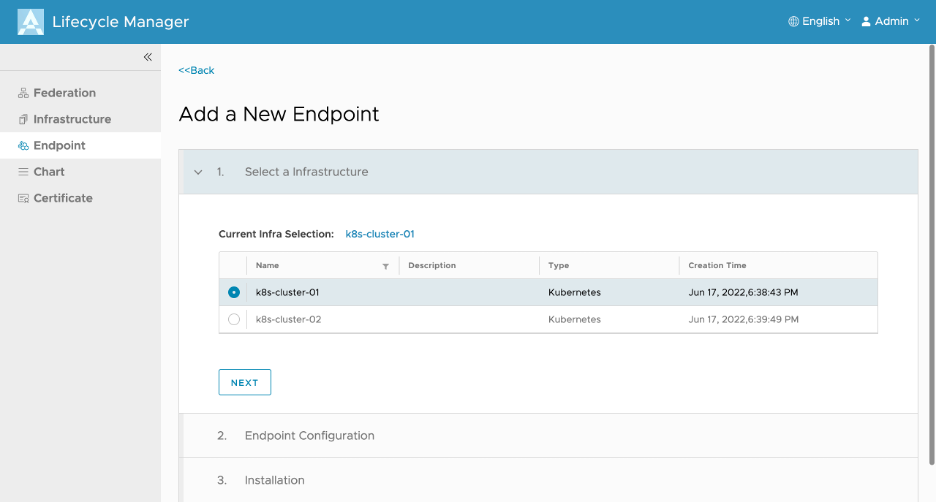 Lifecycle Manager
English
Admin
<<Back
Federation
Infrastructure
Endpoint
Chart
Certificate
Add a New Endpoint
1. Select a Infrastructure
Current Infra Selection: k8s-cluster-01
Name Description Type Creation Time
k8s-cluster-01 Kubernetes Jun 17, 2022,6:38:43 PM
k8s-cluster-02 Kubernetes Jun 17, 2022,6:39:49 PM
NEXT
2. Endpoint Configuration
3. Installation